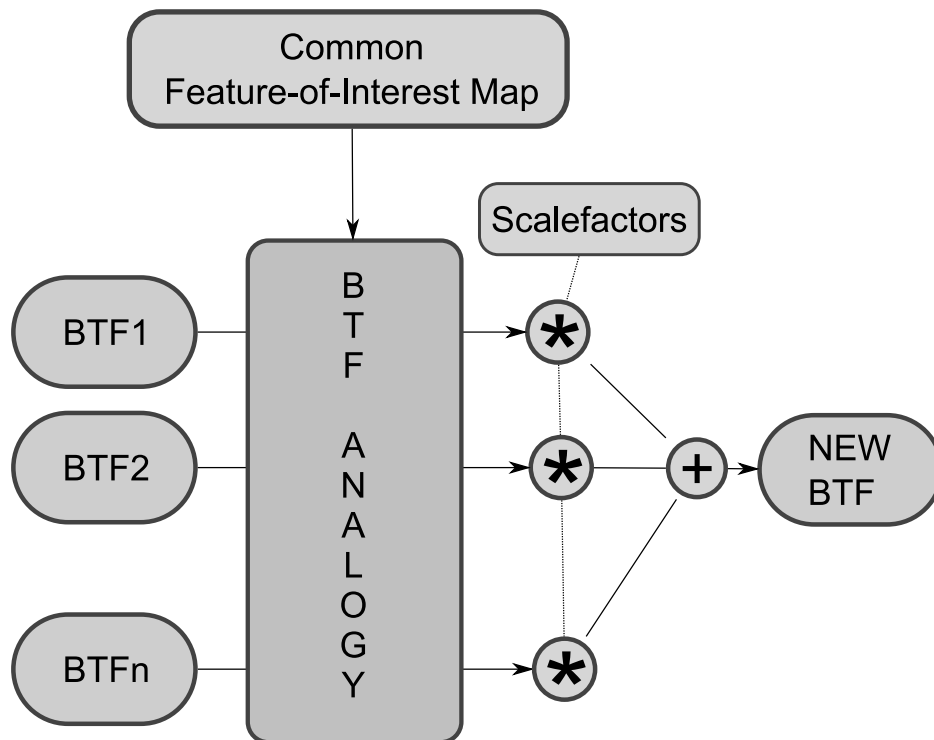 Common
Feature-of-Interest Map
Scalefactors
BTF1
BTF2
BTFn
B
T
F
A
N
A
L
O
G
Y
*
*
*
+
NEW
BTF